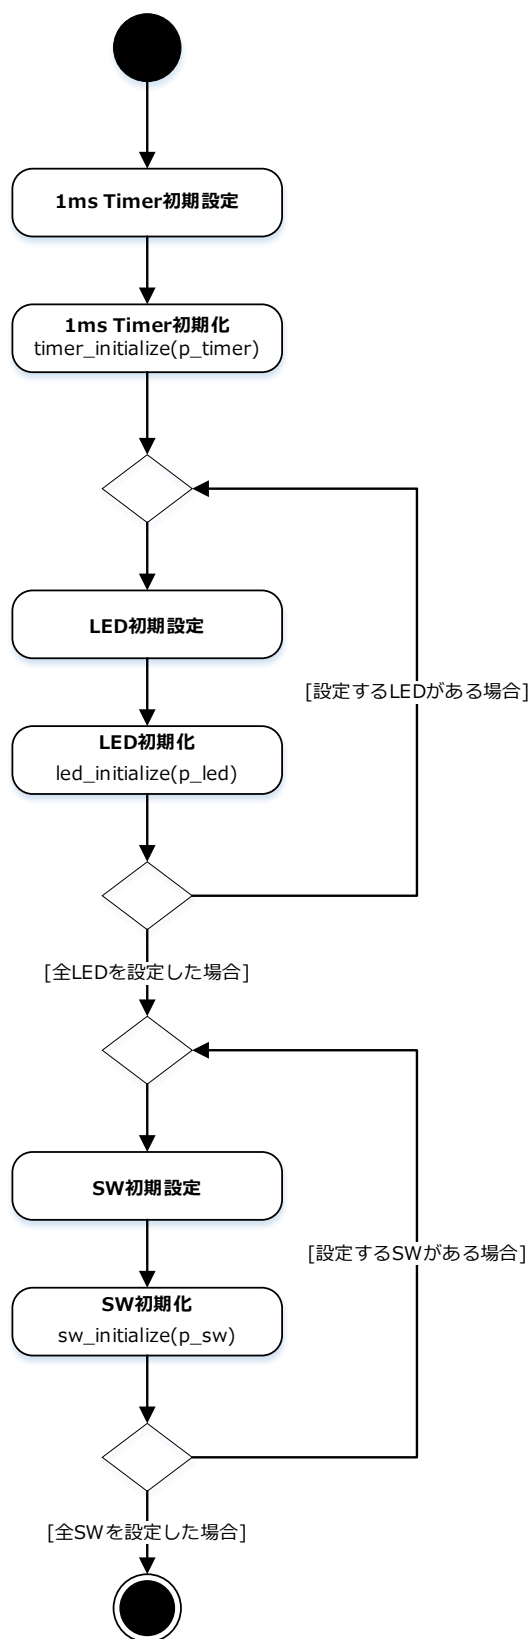 1ms Timer初期設定
1ms Timer初期化
timer_initialize(p_timer)
LED初期設定
[設定するLEDがある場合]
LED初期化
led_initialize(p_led)
[全LEDを設定した場合]
SW初期設定
[設定するSWがある場合]
SW初期化
sw_initialize(p_sw)
[全SWを設定した場合]